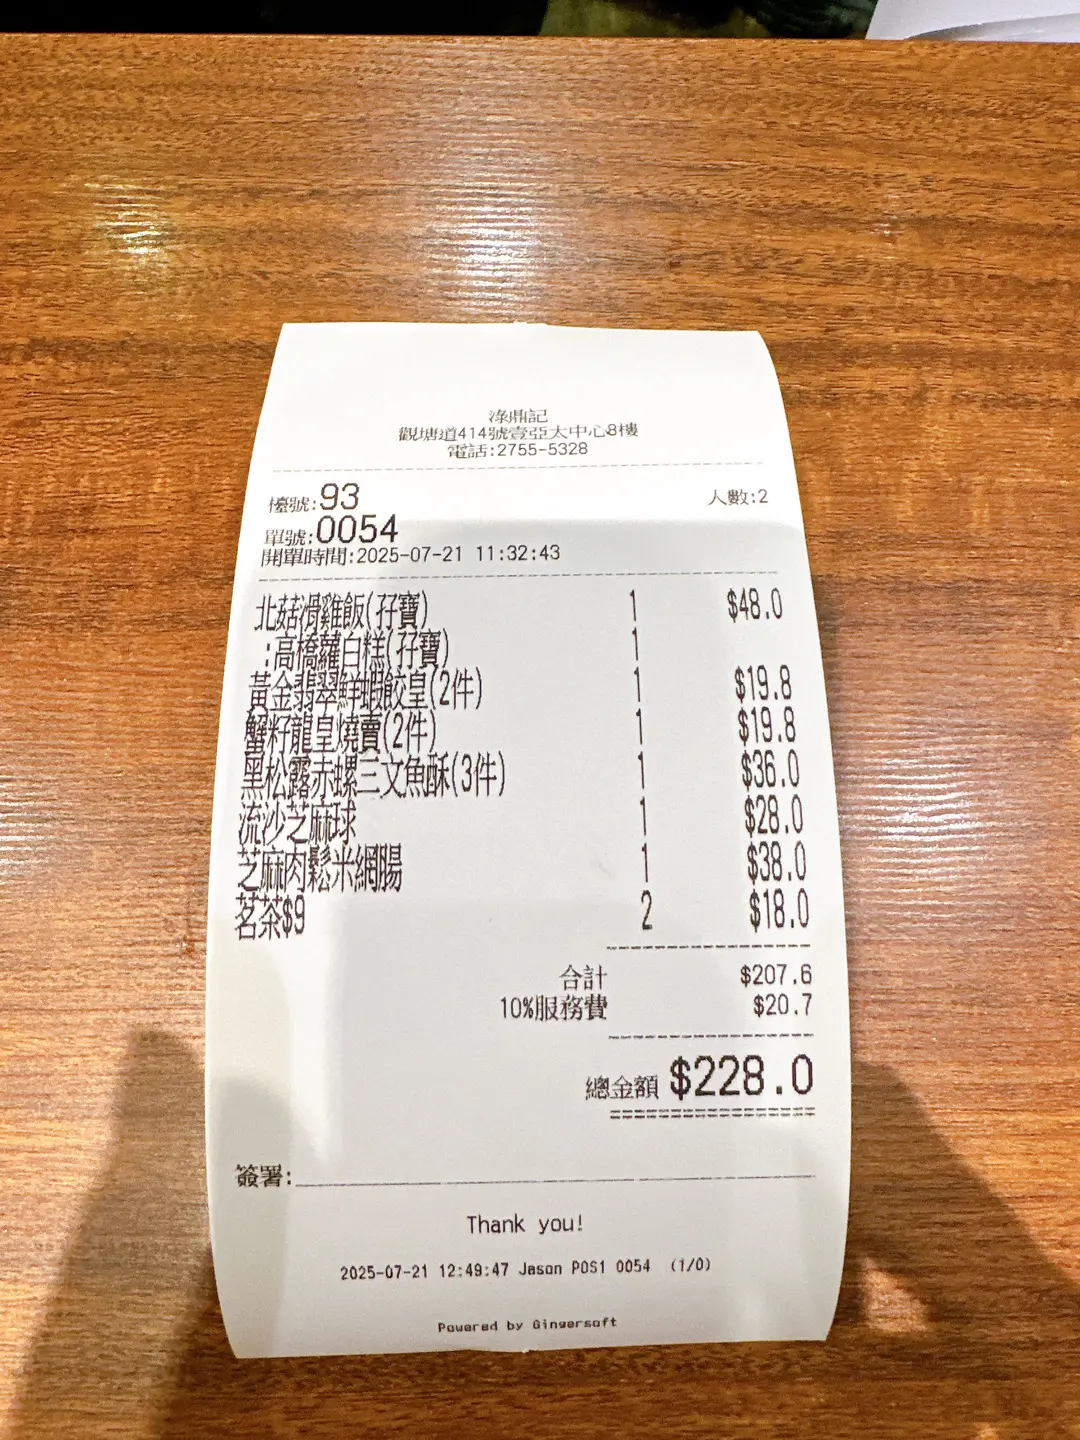 淥鼎記
觀塘道414號壹亞太中心8樓
電話:2755-5328
檯號:93 人數:2
單號:0054
開單時間:2025-07-21 11:32:43
北菇滑雞飯(孖寶) 1 $48.0
:高橋蘿白糕(孖寶) 1
黃金翡翠鮮蝦餃皇(2件) 1 $19.8
蟹籽龍皇燒賣(2件) 1 $19.8
黑松露赤螺三文魚酥(3件) 1 $36.0
流沙芝麻球 1 $28.0
芝麻肉鬆米網腸 1 $38.0
茗茶$9 2 $18.0
合計 $207.6
10%服務費 $20.7
總金額 $228.0
簽署:
Thank you!
2025-07-21 12:49:47 Jason POS1 0054 (1/0)
Powered by Gingersoft